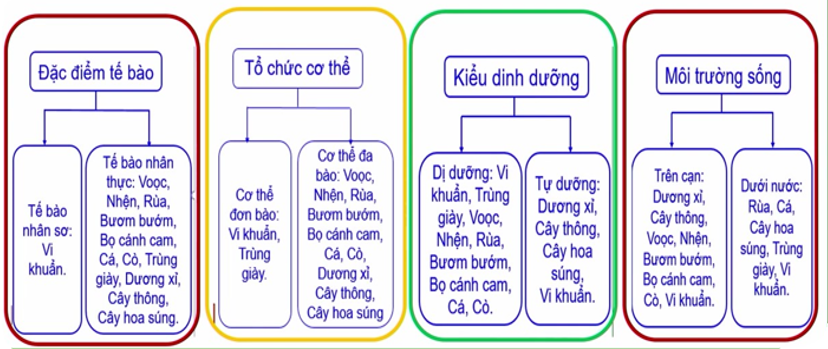 Đặc điểm tế bào
Tế bào
nhân sơ:
Vi
khuẩn.
Tế bào nhân
thực: Voọc,
Nhện, Rùa,
Bươm bướm,
Bọ cánh cam,
Cá, Cò, Trùng
giày, Dương xỉ,
Cây thông,
Cây hoa súng.
Tổ chức cơ thể
Cơ thể
đơn bào:
Vi khuẩn,
Trùng
giày.
Cơ thể đa
bào: Voọc,
Nhện, Rùa,
Bươm bướm,
Bọ cánh cam,
Cá, Cò,
Dương xỉ,
Cây thông,
Cây hoa súng
Kiểu dinh dưỡng
Dị dưỡng: Vi
khuẩn, Trùng
giày, Voọc,
Nhện, Rùa,
Bươm bướm,
Bọ cánh cam,
Cá, Cò.
Tự dưỡng:
Dương xỉ,
Cây thông,
Cây hoa
súng,
Vi khuẩn.
Môi trường sống
Trên cạn:
Dương xỉ,
Cây thông,
Voọc, Nhện,
Bươm bướm,
Bọ cánh cam,
Cò, Vi khuẩn.
Dưới nước:
Rùa, Cá,
Cây hoa
súng, Trùng
giày, Vi
khuẩn.